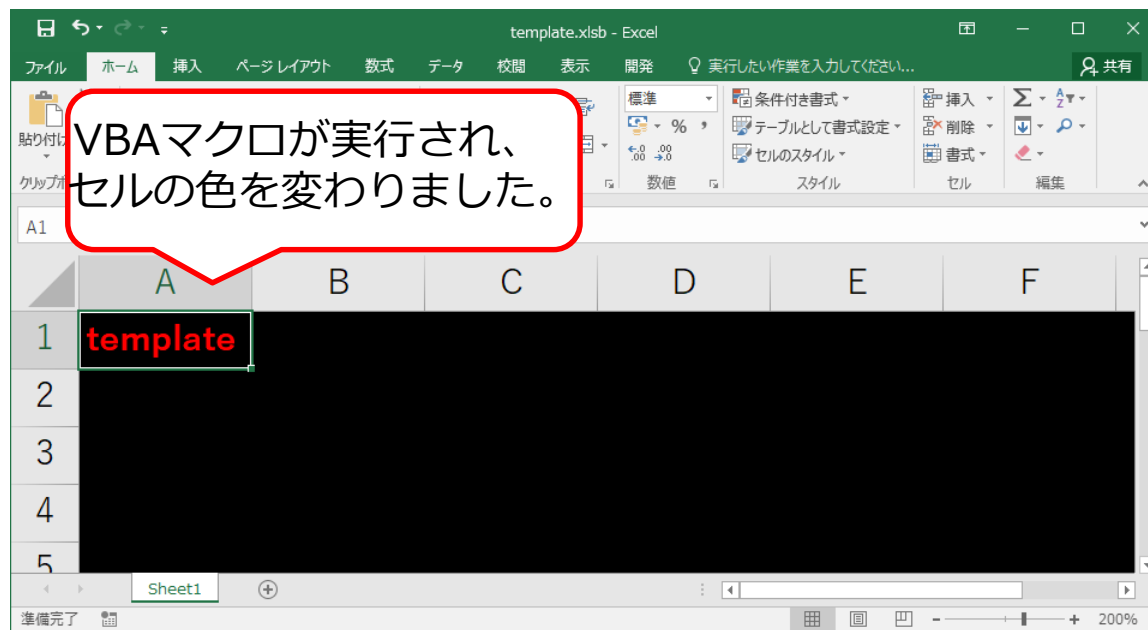 template.xlsb - Excel
ファイル ホーム 挿入 ページ レイアウト 数式 データ 校閲 表示 開発 実行したい作業を入力してください... 共有
VBAマクロが実行され、
セルの色を変わりました。
貼り付け
標準
% ,
.0 .00
.00 .0
数値
条件付き書式
テーブルとして書式設定
セルのスタイル
スタイル
挿入
削除
書式
セル
Σ
編集
A1
A B C D E F
1 template
2
3
4
5
Sheet1
準備完了 200%